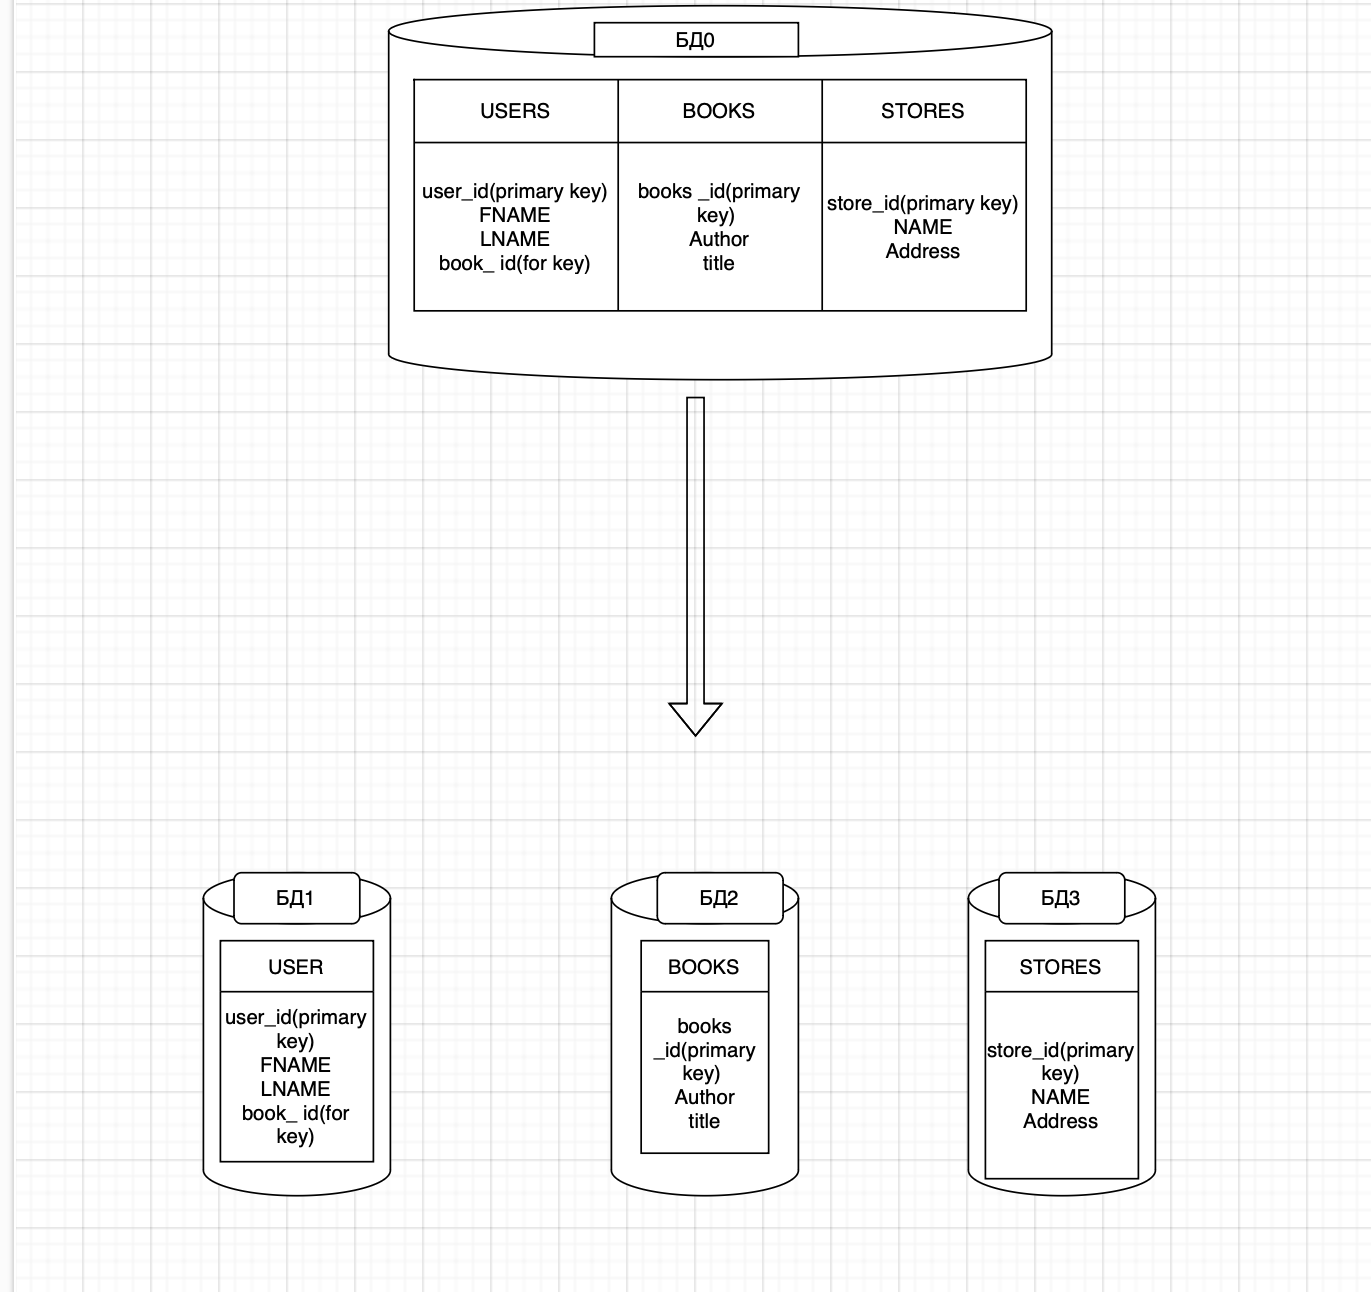 БД0
USERS
BOOKS
STORES
user_id(primary key)
FNAME
LNAME
book_ id(for key)
books _id(primary
key)
Author
title
store_id(primary key)
NAME
Address
БД1
USER
user_id(primary
key)
FNAME
LNAME
book_ id(for
key)
БД2
BOOKS
books
_id(primary
key)
Author
title
БД3
STORES
store_id(primary
key)
NAME
Address